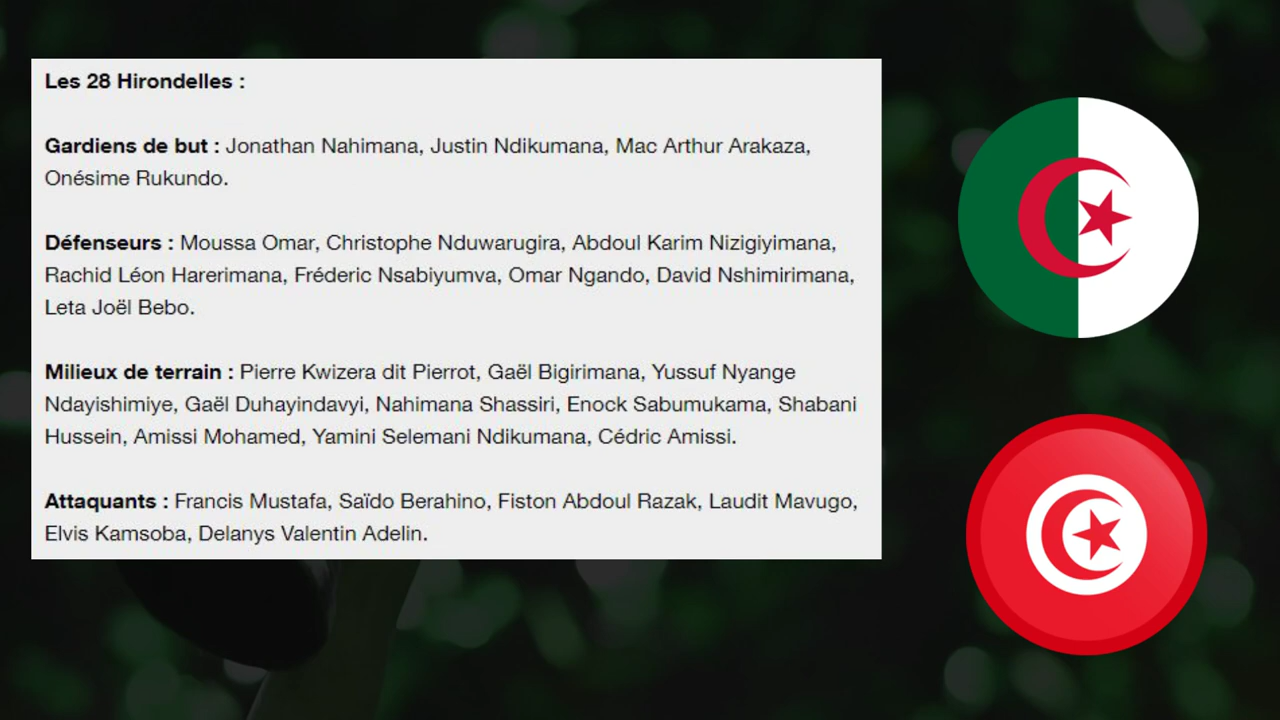 Les 28 Hirondelles :
Gardiens de but : Jonathan Nahimana, Justin Ndikumana, Mac Arthur Arakaza,
Onésime Rukundo.
Défenseurs : Moussa Omar, Christophe Nduwarugira, Abdoul Karim Nizigiyimana,
Rachid Léon Harerimana, Fréderic Nsabiyumva, Omar Ngando, David Nshimirimana,
Leta Joël Bebo.
Milieux de terrain : Pierre Kwizera dit Pierrot, Gaël Bigirimana, Yussuf Nyange
Ndayishimiye, Gaël Duhayindavyi, Nahimana Shassiri, Enock Sabumukama, Shabani
Hussein, Amissi Mohamed, Yamini Selemani Ndikumana, Cédric Amissi.
Attaquants : Francis Mustafa, Saïdo Berahino, Fiston Abdoul Razak, Laudit Mavugo,
Elvis Kamsoba, Delanys Valentin Adelin.